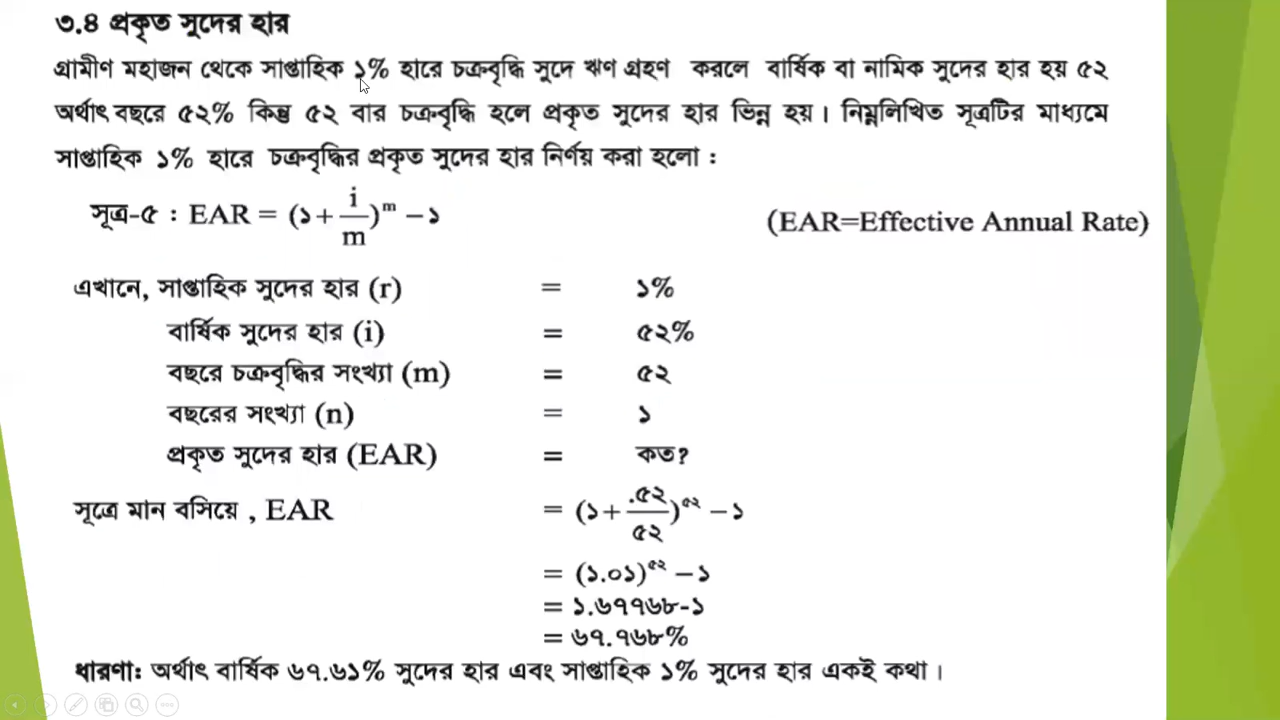 ৩.৪ প্রকৃত সুদের হার
গ্রামীণ মহাজন থেকে সাপ্তাহিক ১% হারে চক্রবৃদ্ধি সুদে ঋণ গ্রহণ করলে বার্ষিক বা নামিক সুদের হার হয় ৫২
অর্থাৎ বছরে ৫২% কিন্তু ৫২ বার চক্রবৃদ্ধি হলে প্রকৃত সুদের হার ভিন্ন হয়। নিম্নলিখিত সূত্রটির মাধ্যমে
সাপ্তাহিক ১% হারে চক্রবৃদ্ধির প্রকৃত সুদের হার নির্ণয় করা হলো :
সূত্র-৫ : EAR = (১ + i/m)^m – ১ (EAR=Effective Annual Rate)
এখানে, সাপ্তাহিক সুদের হার (r) = ১%
বার্ষিক সুদের হার (i) = ৫২%
বছরে চক্রবৃদ্ধির সংখ্যা (m) = ৫২
বছরের সংখ্যা (n) = ১
প্রকৃত সুদের হার (EAR) = কত?
সূত্রে মান বসিয়ে , EAR = (১ + .৫২/৫২)^৫২ – ১
= (১.০১)^৫২ – ১
= ১.৬৭৭৬৮-১
= ৬৭.৭৬৮%
ধারণা: অর্থাৎ বার্ষিক ৬৭.৬১% সুদের হার এবং সাপ্তাহিক ১% সুদের হার একই কথা।